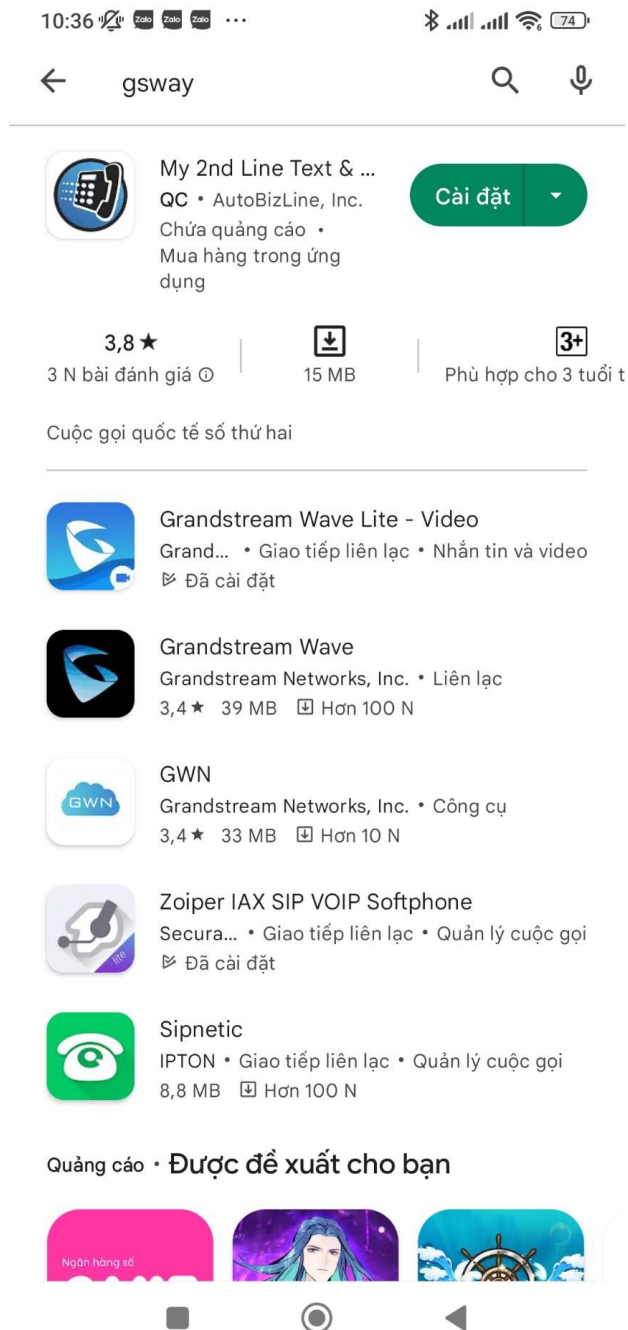 10:36 Zalo Zalo Zalo ... 74
gsway
My 2nd Line Text & ...
QC • AutoBizLine, Inc.
Chứa quảng cáo •
Mua hàng trong ứng
dụng
Cài đặt
3,8 ★
3 N bài đánh giá
15 MB
3+
Phù hợp cho 3 tuổi t
Cuộc gọi quốc tế số thứ hai
Grandstream Wave Lite - Video
Grand... • Giao tiếp liên lạc • Nhắn tin và video
Đã cài đặt
Grandstream Wave
Grandstream Networks, Inc. • Liên lạc
3,4 ★ 39 MB Hơn 100 N
GWN
GWN
Grandstream Networks, Inc. • Công cụ
3,4 ★ 33 MB Hơn 10 N
lite
Zoiper IAX SIP VOIP Softphone
Secura... • Giao tiếp liên lạc • Quản lý cuộc gọi
Đã cài đặt
Sipnetic
IPTON • Giao tiếp liên lạc • Quản lý cuộc gọi
8,8 MB Hơn 100 N
Quảng cáo • Được đề xuất cho bạn
Ngân hàng số